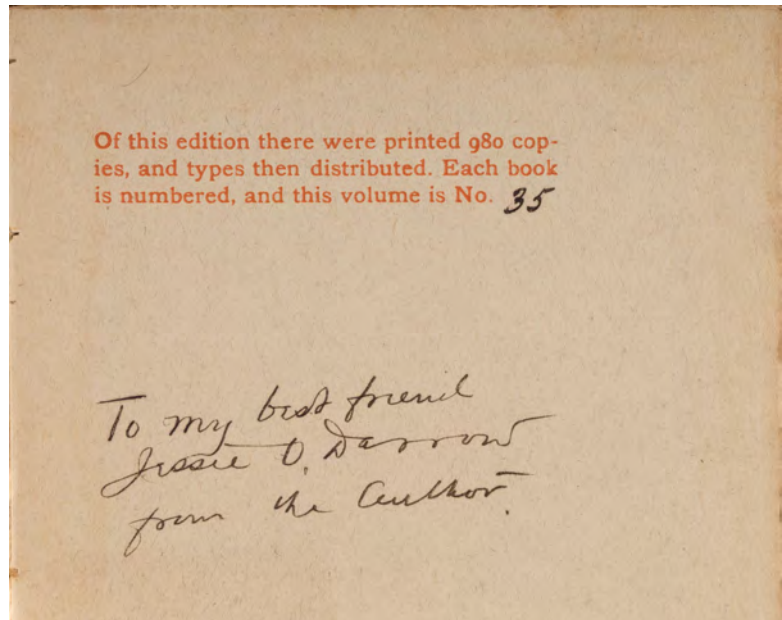 Of this edition there were printed 980 cop-
ies, and types then distributed. Each book
is numbered, and this volume is No. 35
To my best friend
Jessie O. Darrow
from the Author.